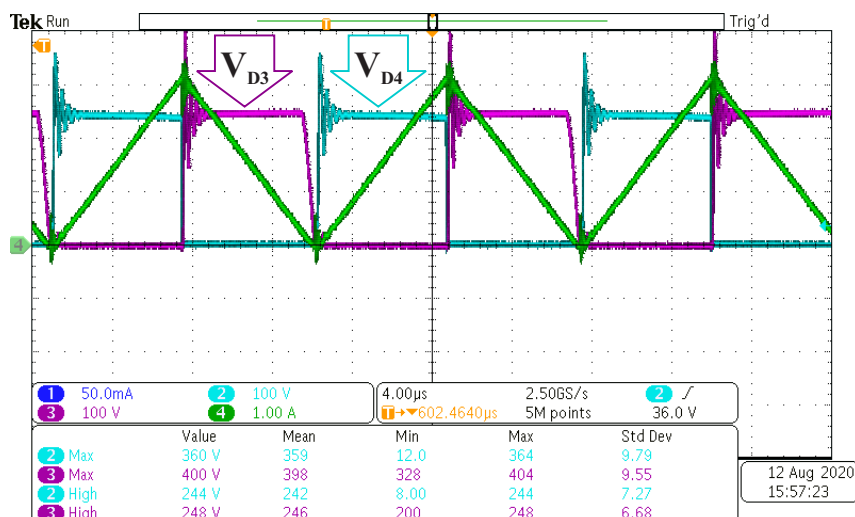 Tek Run Trig'd
T
T
V D3 V D4
4
1 50.0mA 2 100 V
3 100 V 4 1.00 A
4.00µs 2.50GS/s 2
T→▼602.4640µs 5M points 36.0 V
Value Mean Min Max Std Dev
2 Max 360 V 359 12.0 364 9.79
3 Max 400 V 398 328 404 9.55
2 High 244 V 242 8.00 244 7.27
3 High 248 V 246 200 248 6.68
12 Aug 2020
15:57:23